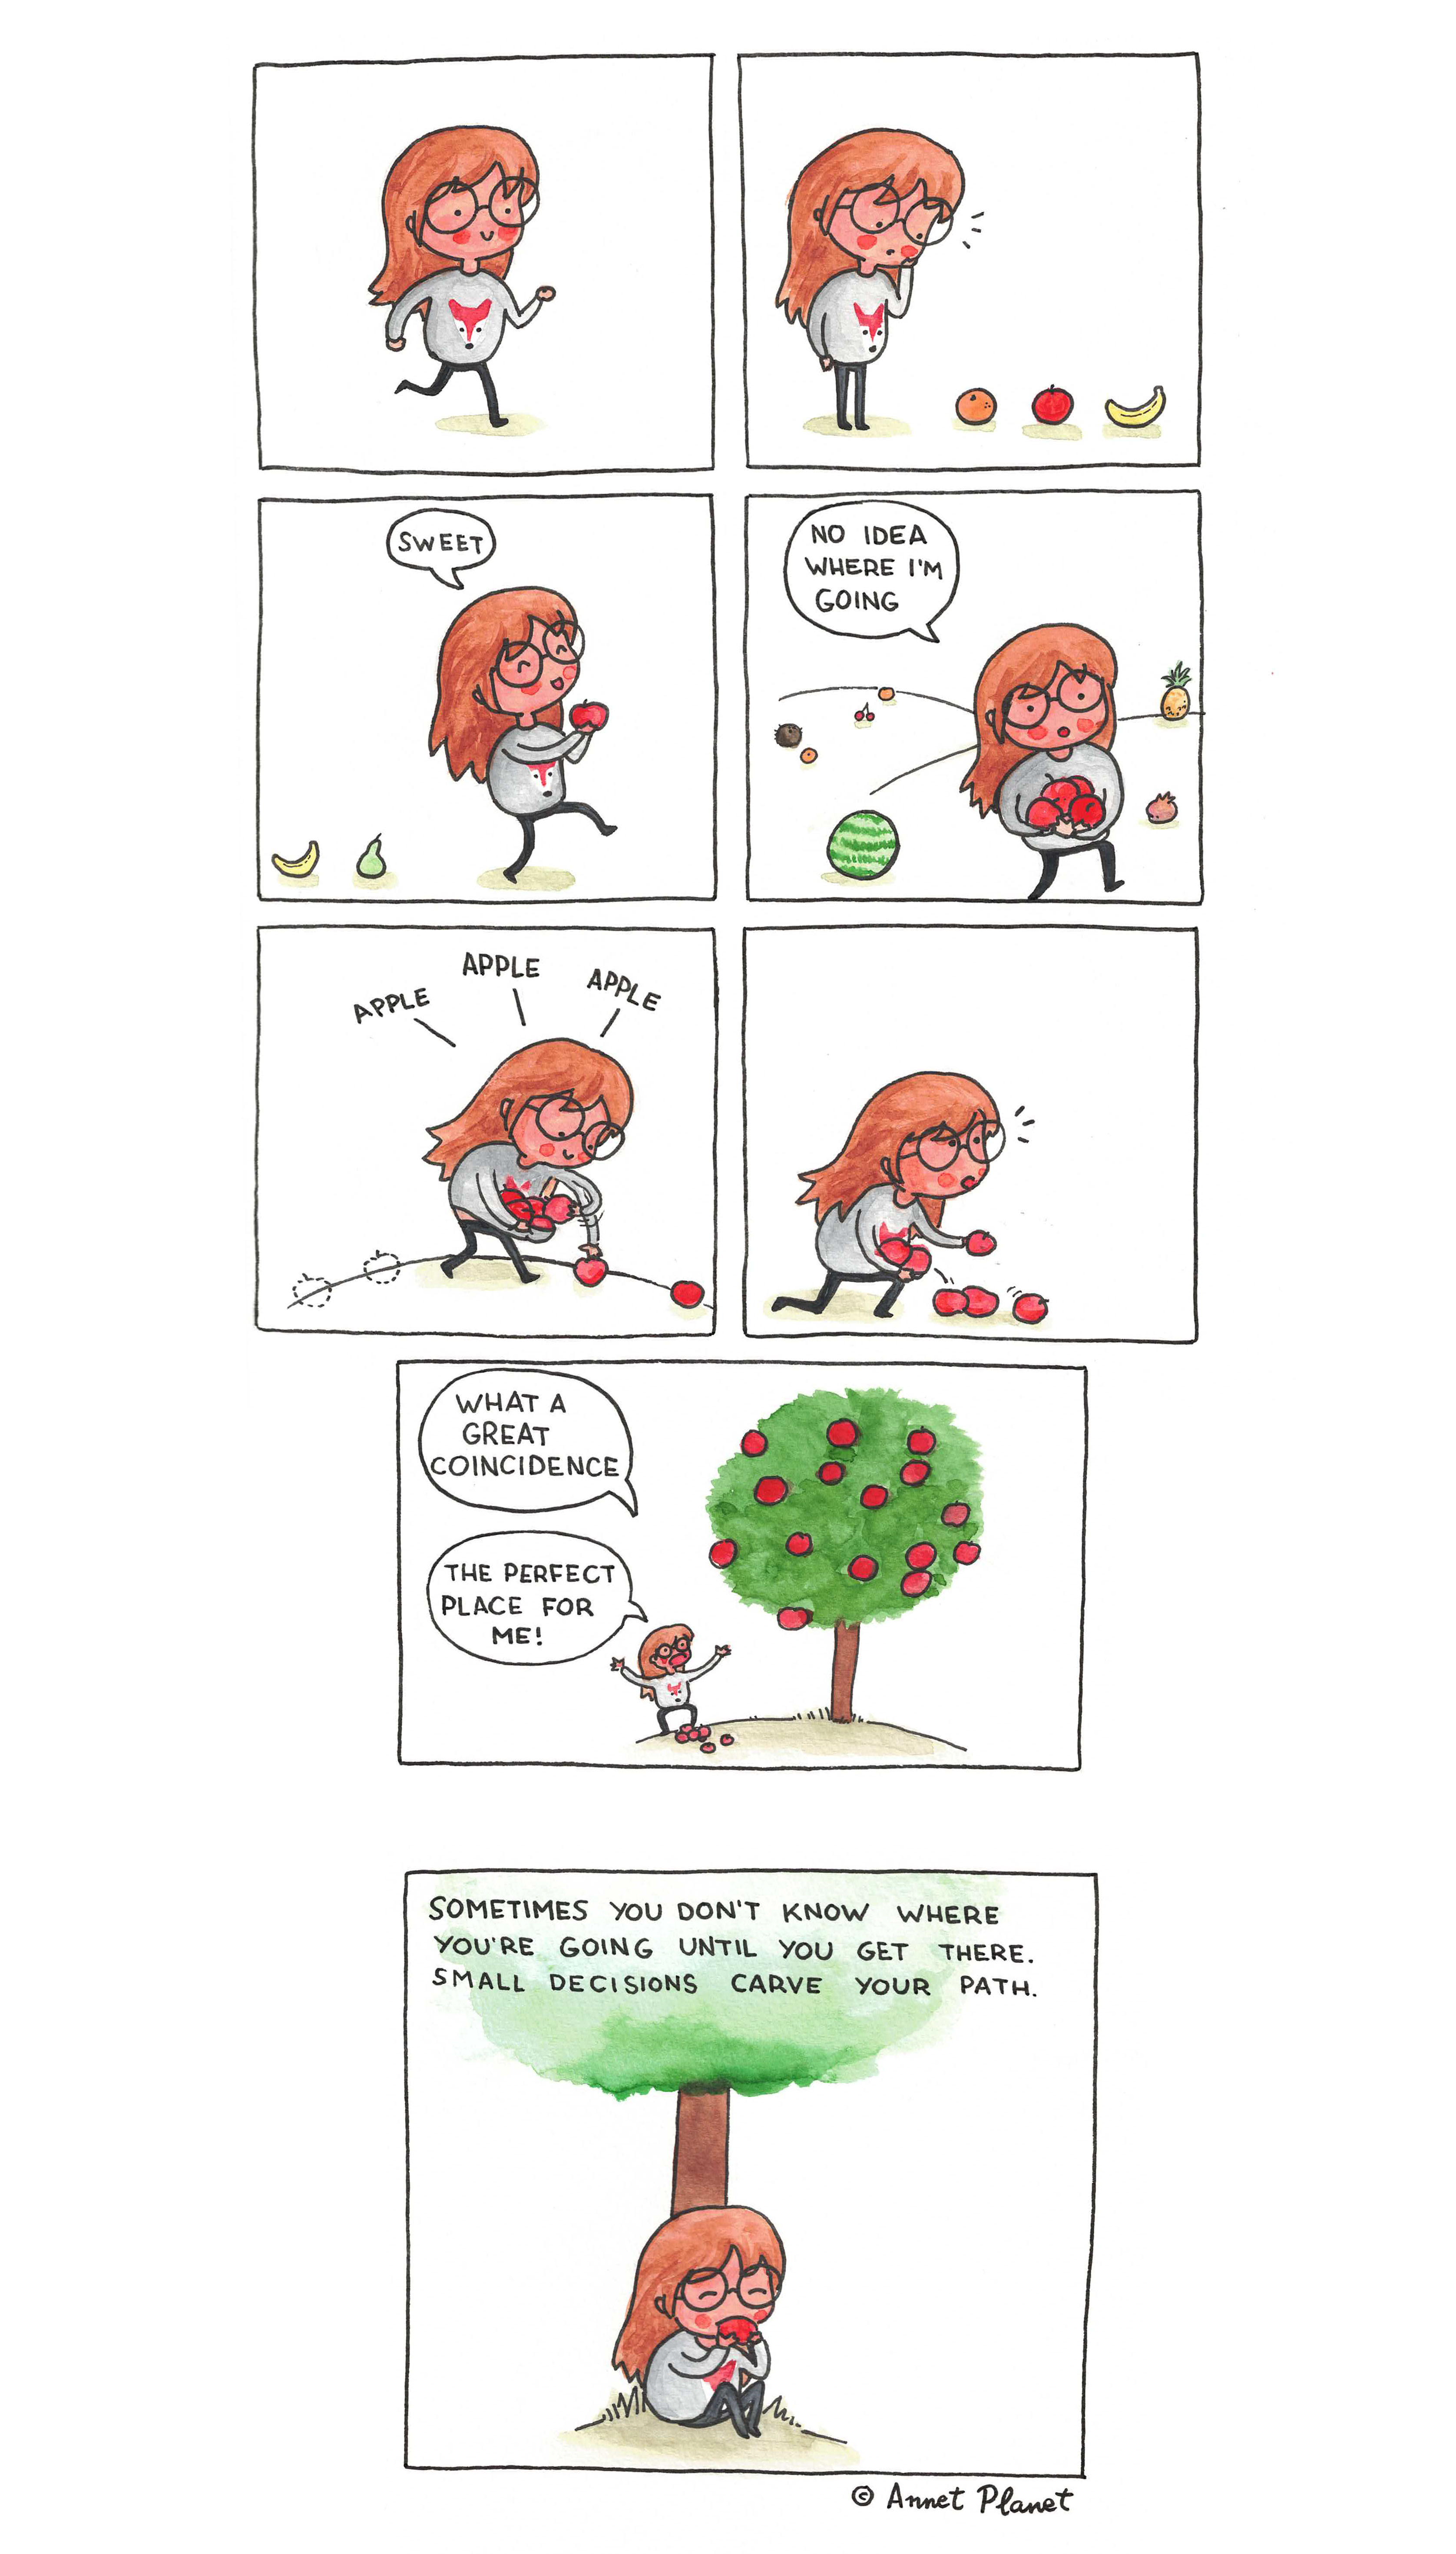 SWEET
NO IDEA
WHERE I'M
GOING
APPLE
APPLE
APPLE
WHAT A
GREAT
COINCIDENCE
THE PERFECT
PLACE FOR
ME!
SOMETIMES YOU DON'T KNOW WHERE
YOU'RE GOING UNTIL YOU GET THERE.
SMALL DECISIONS CARVE YOUR PATH.
© Annet Planet